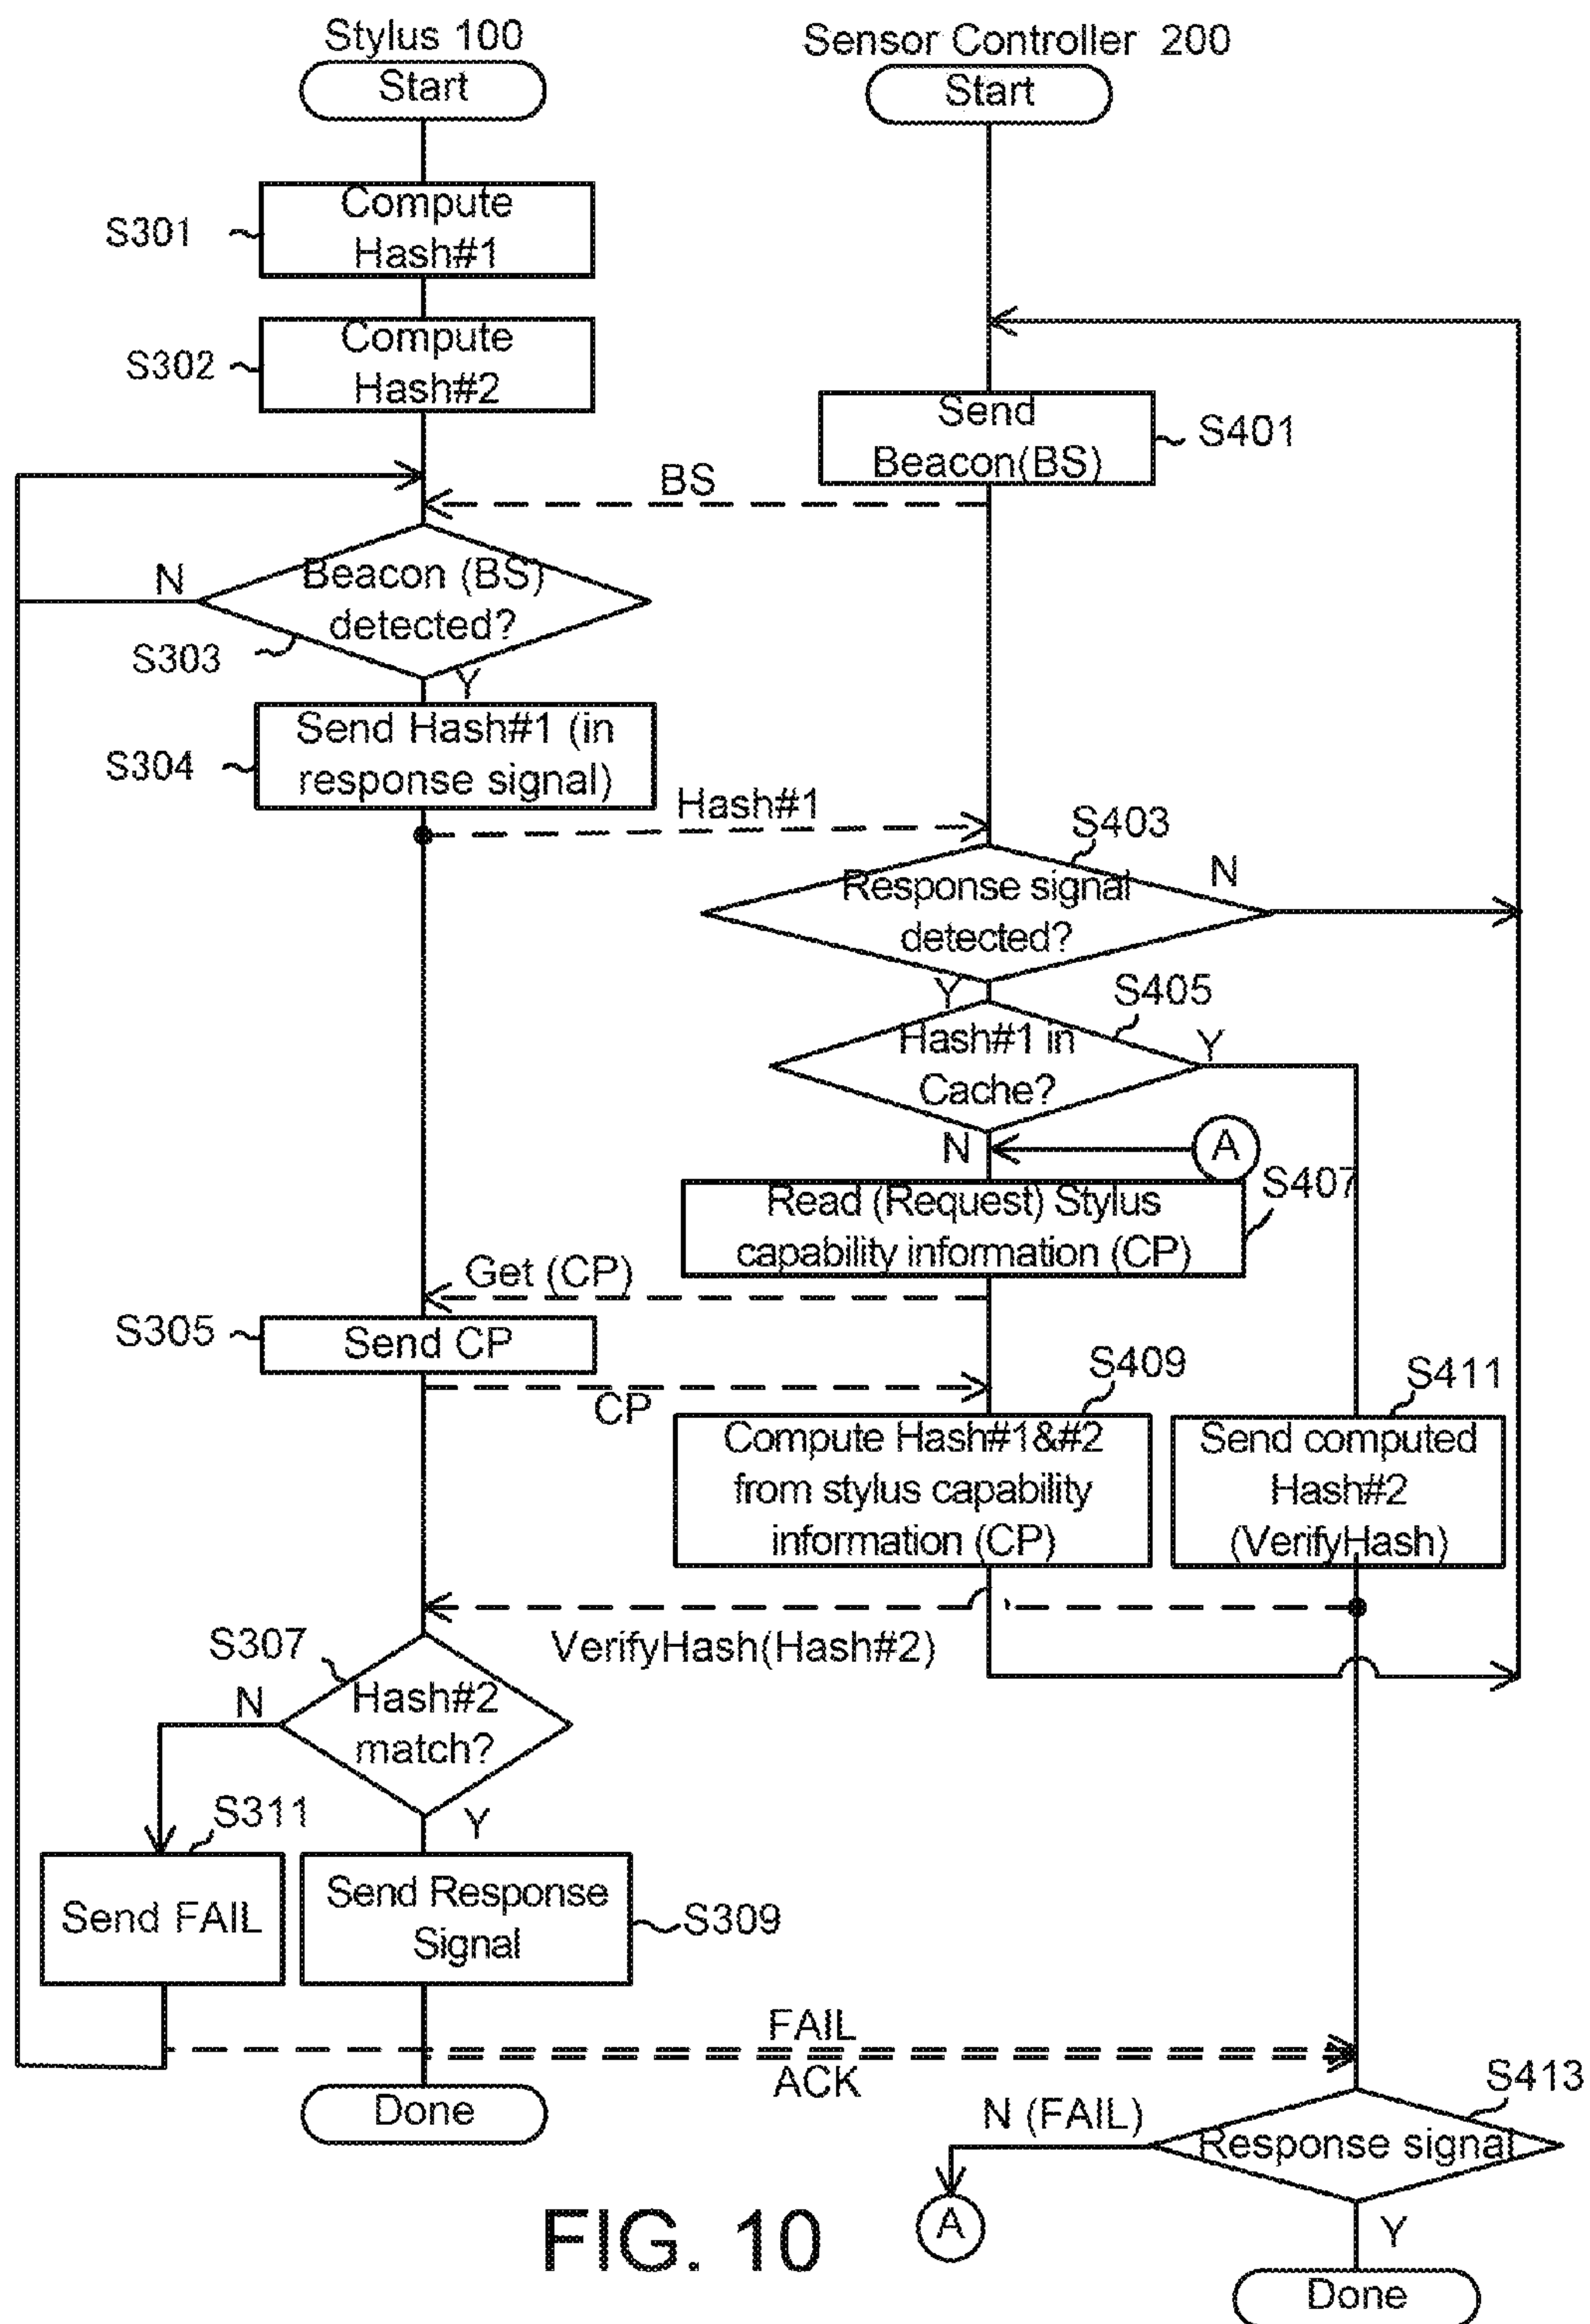 Stylus 100
Sensor Controller 200
Start
Start
S301
Compute
Hash#1
S302
Compute
Hash#2
Send
Beacon(BS)
S401
BS
N
Beacon (BS)
detected?
S303
Y
Send Hash#1 (in
response signal)
S304
Hash#1
S403
Response signal
detected?
N
Y
S405
Hash#1 in
Cache?
Y
N
A
S407
Read (Request) Stylus
capability information (CP)
Get (CP)
S305
Send CP
CP
S409
Compute Hash#1&#2
from stylus capability
information (CP)
S411
Send computed
Hash#2
(VerifyHash)
VerifyHash(Hash#2)
S307
Hash#2
match?
N
Y
S311
Send FAIL
Send Response
Signal
S309
FAIL
ACK
Done
S413
N (FAIL)
Response signal
A
Y
Done
FIG. 10